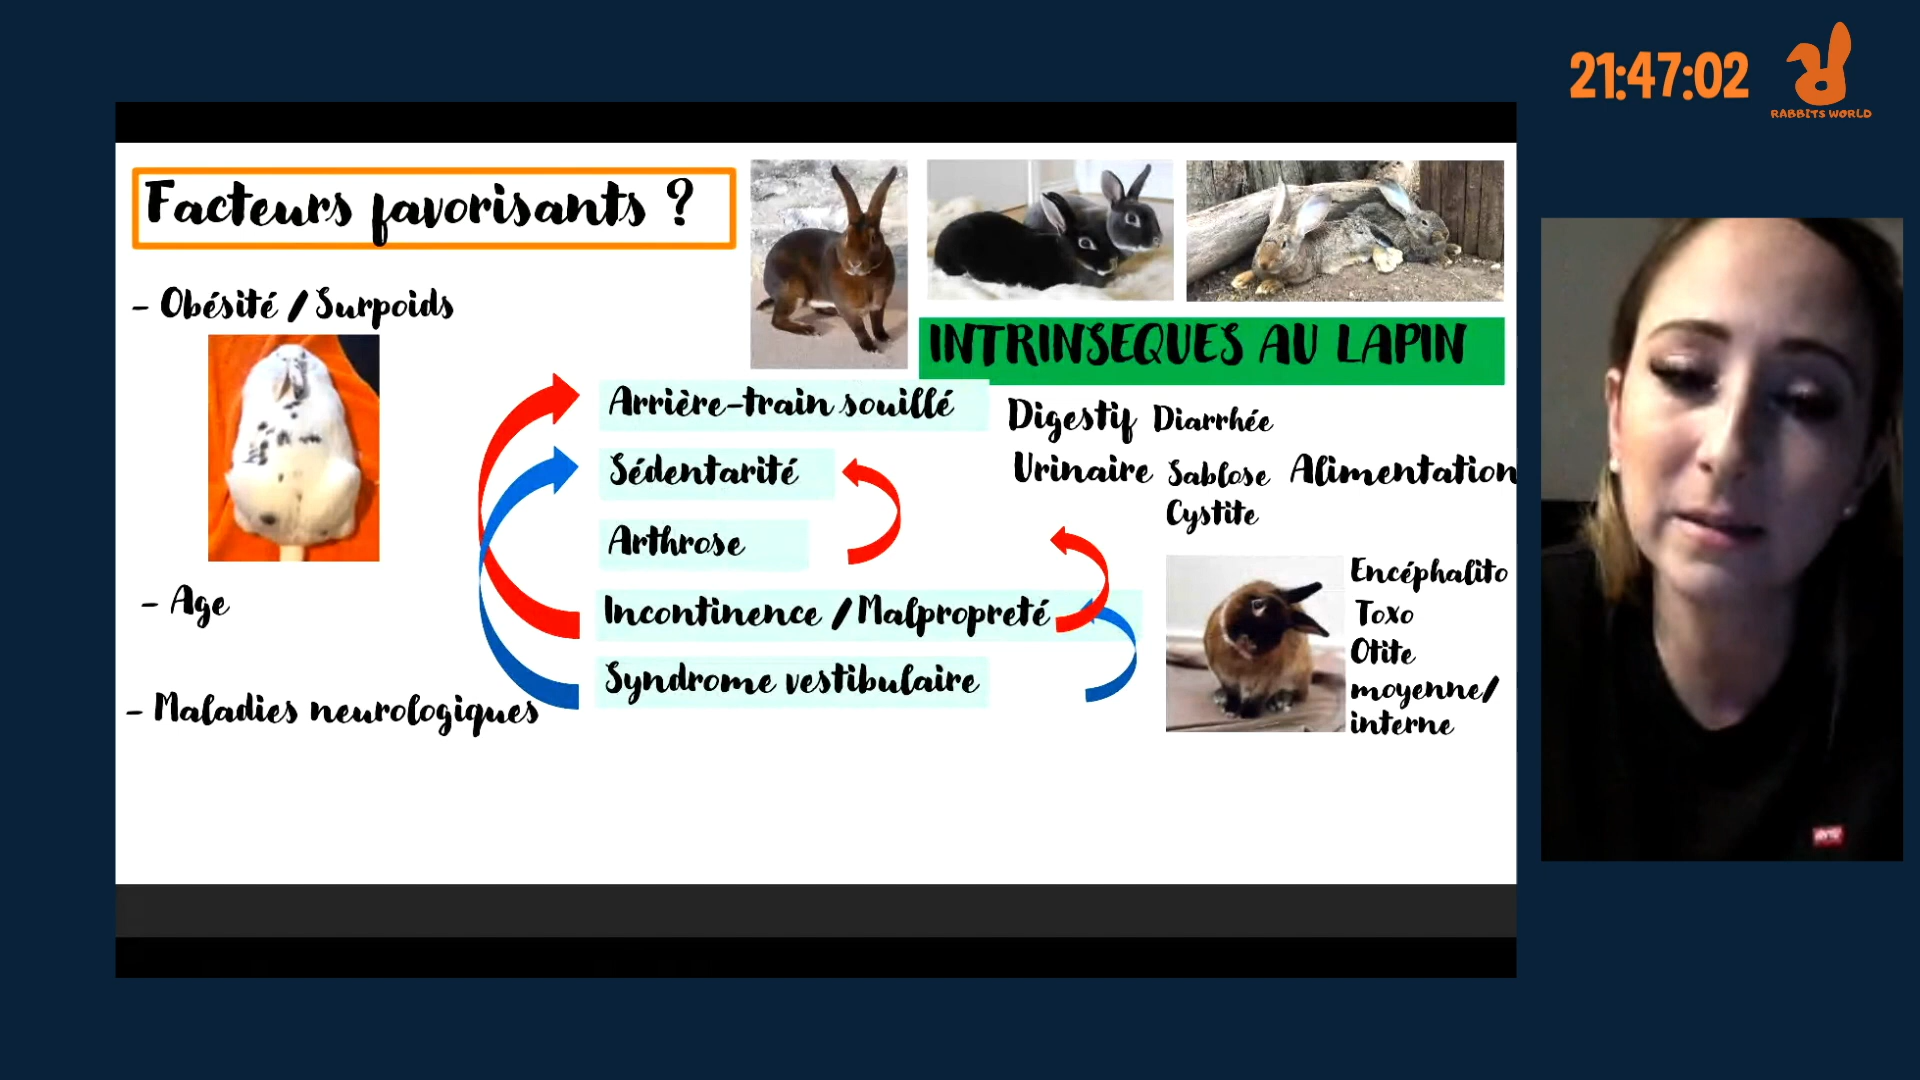 21:47:02
RABBITS WORLD
Facteurs favorisants ?
- Obésité / Surpoids
INTRINSEQUES AU LAPIN
Arrière-train souillé
Digestif Diarrhée
Sédentarité
Urinaire Sablose Alimentation
Cystite
Arthrose
Encéphalito
- Age
Incontinence / Malpropreté
Toxo
Otite
moyenne/
interne
Syndrome vestibulaire
- Maladies neurologiques